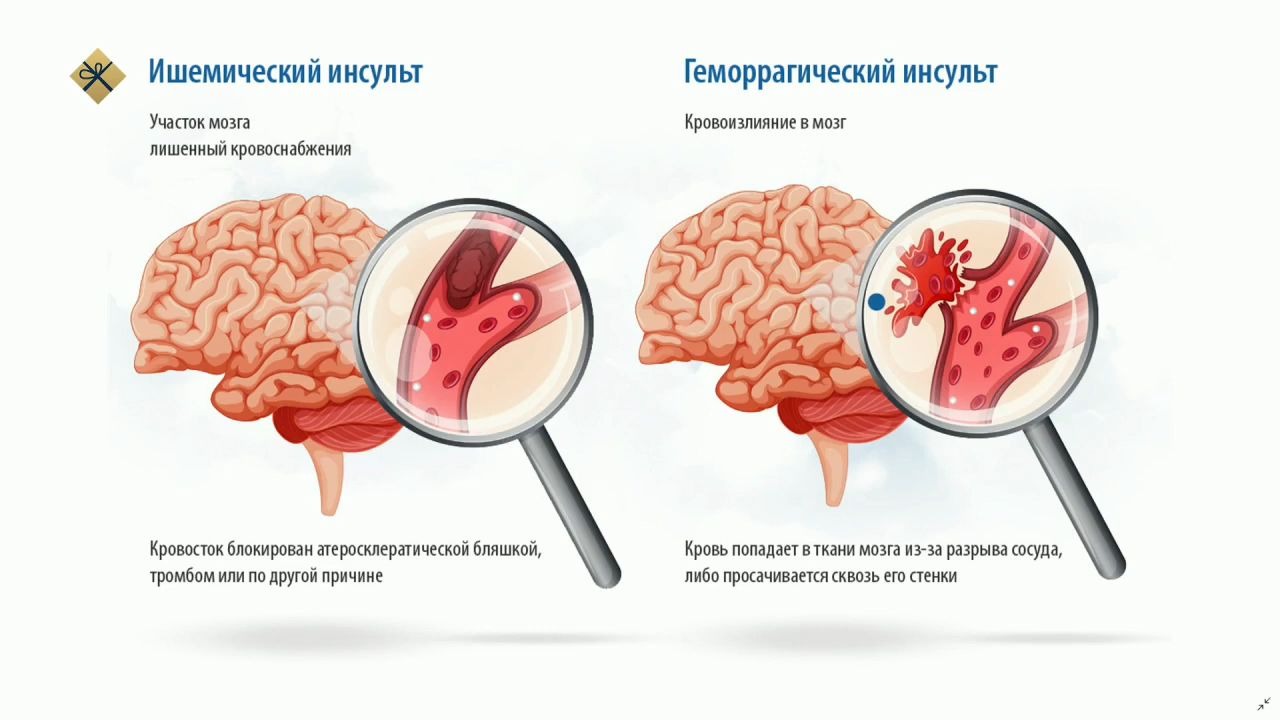 Ишемический инсульт
Участок мозга
лишенный кровоснабжения
Кровосток блокирован атеросклератической бляшкой,
тромбом или по другой причине
Геморрагический инсульт
Кровоизлияние в мозг
Кровь попадает в ткани мозга из-за разрыва сосуда,
либо просачивается сквозь его стенки